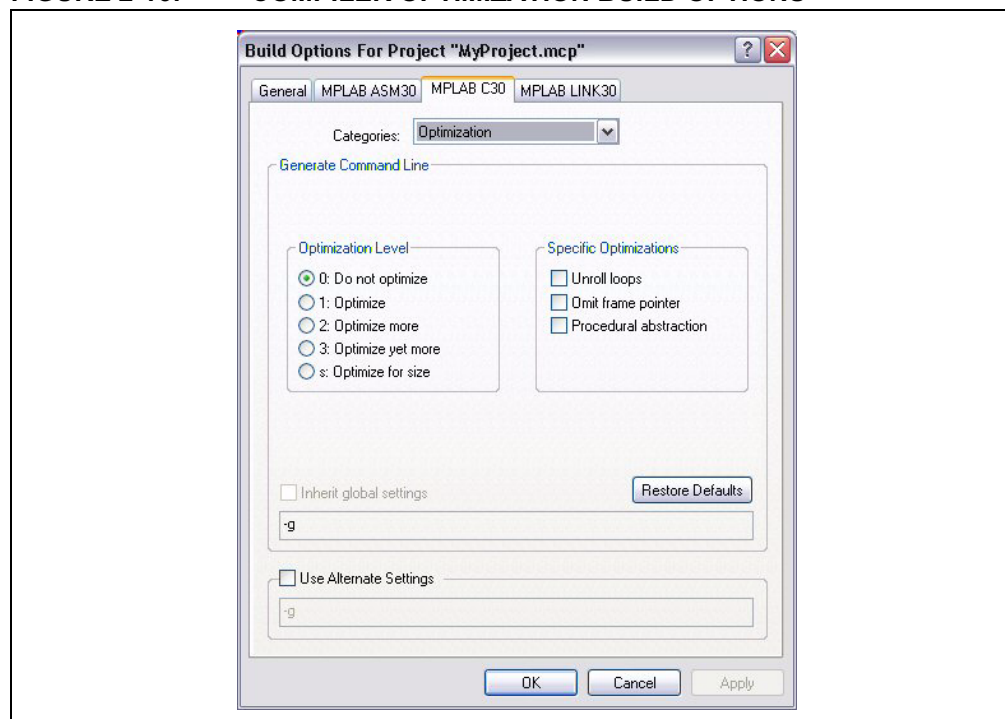 Build Options For Project "MyProject.mcp"
General MPLAB ASM30 MPLAB C30 MPLAB LINK30
Categories: Optimization
Generate Command Line
Optimization Level
0: Do not optimize
1: Optimize
2: Optimize more
3: Optimize yet more
s: Optimize for size
Specific Optimizations
Unroll loops
Omit frame pointer
Procedural abstraction
Inherit global settings
Restore Defaults
-g
Use Alternate Settings
-g
OK Cancel Apply